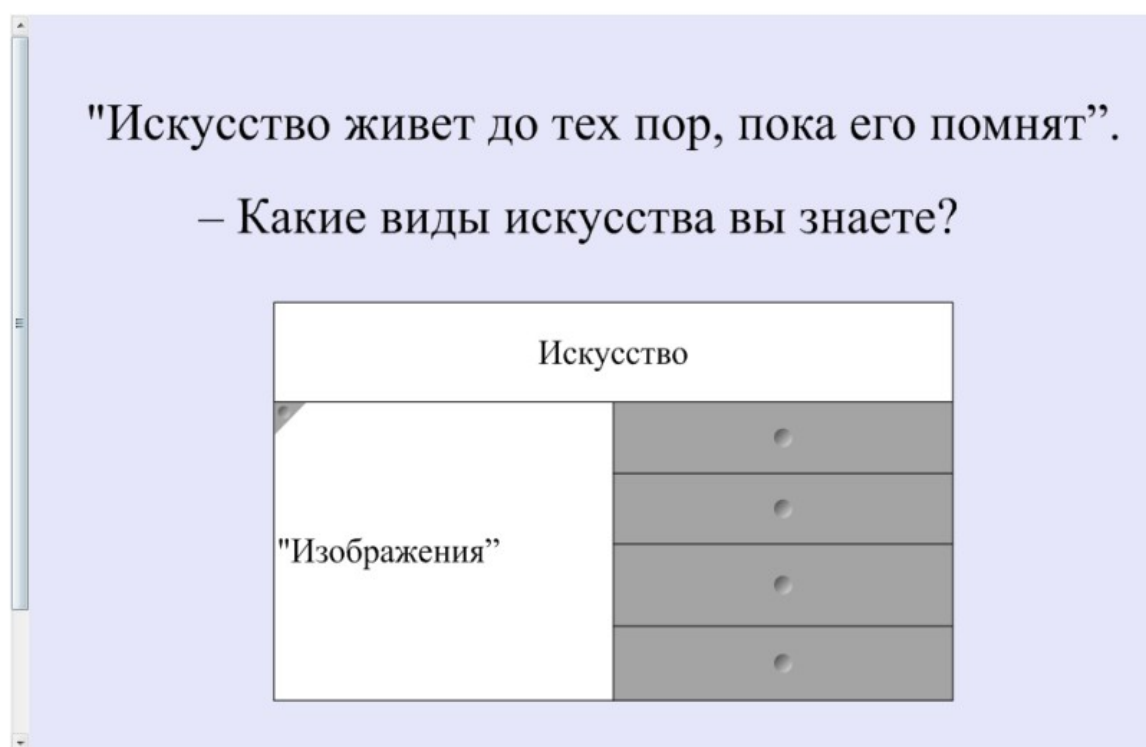 "Искусство живет до тех пор, пока его помнят”.
– Какие виды искусства вы знаете?
Искусство
"Изображения”